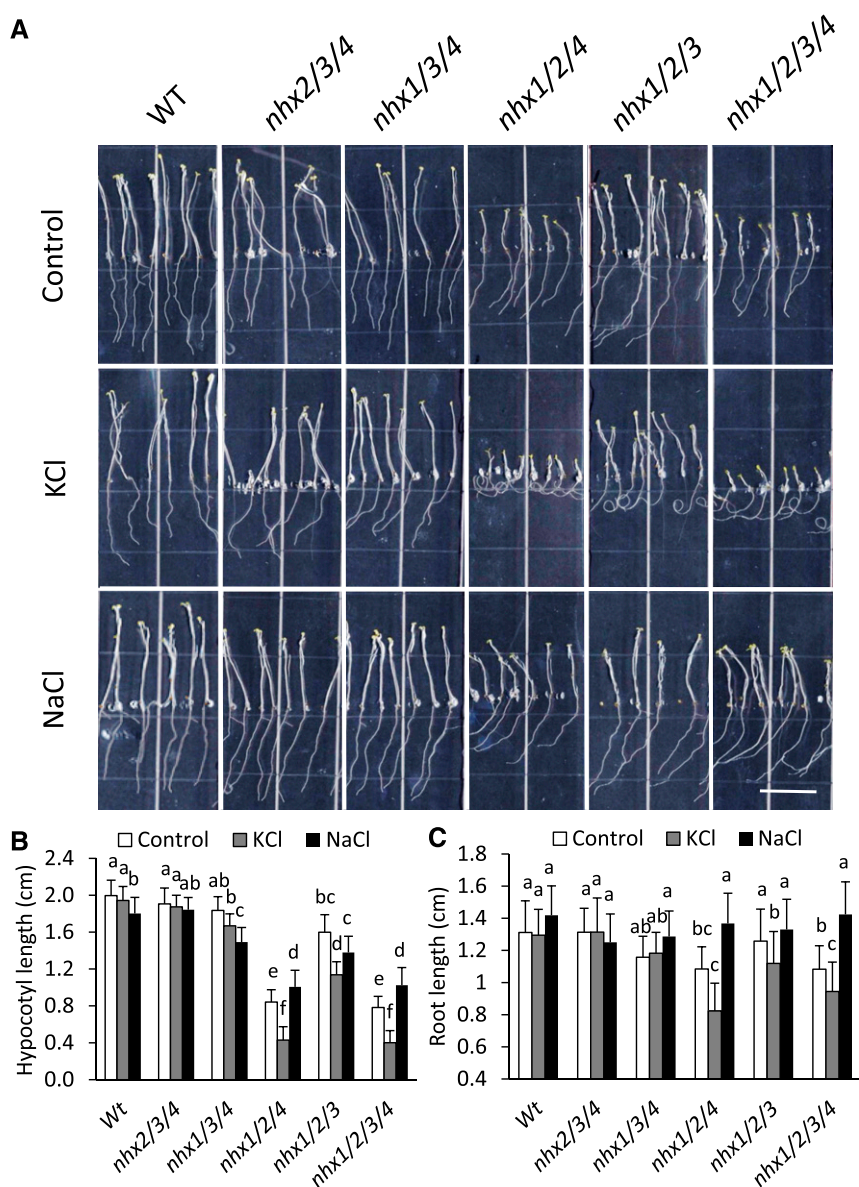 A
WT
nhx2/3/4
nhx1/3/4
nhx1/2/4
nhx1/2/3
nhx1/2/3/4
Control
KCl
NaCl
B
Control KCl NaCl
Hypocotyl length (cm)
2.4
2.0
1.6
1.2
0.8
0.4
0.0
a a b
a a ab
ab b c
e f d
bc d c
e f d
Wt
nhx2/3/4
nhx1/3/4
nhx1/2/4
nhx1/2/3
nhx1/2/3/4
C
Control KCl NaCl
Root length (cm)
1.8
1.6
1.4
1.2
1
0.8
0.6
0.4
a a a
a a a
ab ab a
bc c a
a b a
b c a
Wt
nhx2/3/4
nhx1/3/4
nhx1/2/4
nhx1/2/3
nhx1/2/3/4